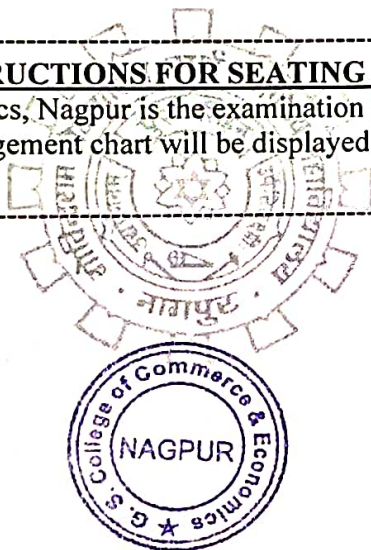 RUCTIONS FOR SEATING
cs, Nagpur is the examination
gement chart will be displayed
नागपुर
G. S. College of Commerce & Economics
NAGPUR